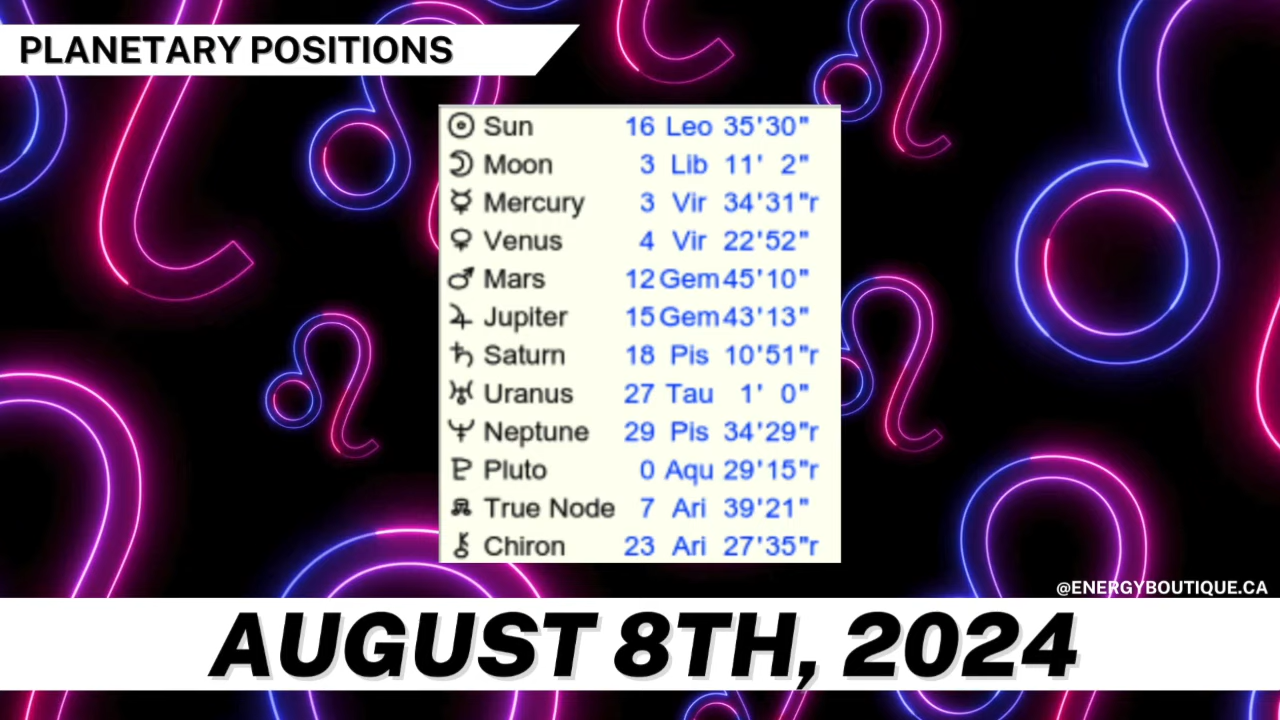 PLANETARY POSITIONS
Sun 16 Leo 35'30"
Moon 3 Lib 11' 2"
Mercury 3 Vir 34'31"r
Venus 4 Vir 22'52"
Mars 12 Gem 45'10"
Jupiter 15 Gem 43'13"
Saturn 18 Pis 10'51"r
Uranus 27 Tau 1' 0"
Neptune 29 Pis 34'29"r
Pluto 0 Aqu 29'15"r
True Node 7 Ari 39'21"
Chiron 23 Ari 27'35"r
@ENERGYBOUTIQUE.CA
AUGUST 8TH, 2024